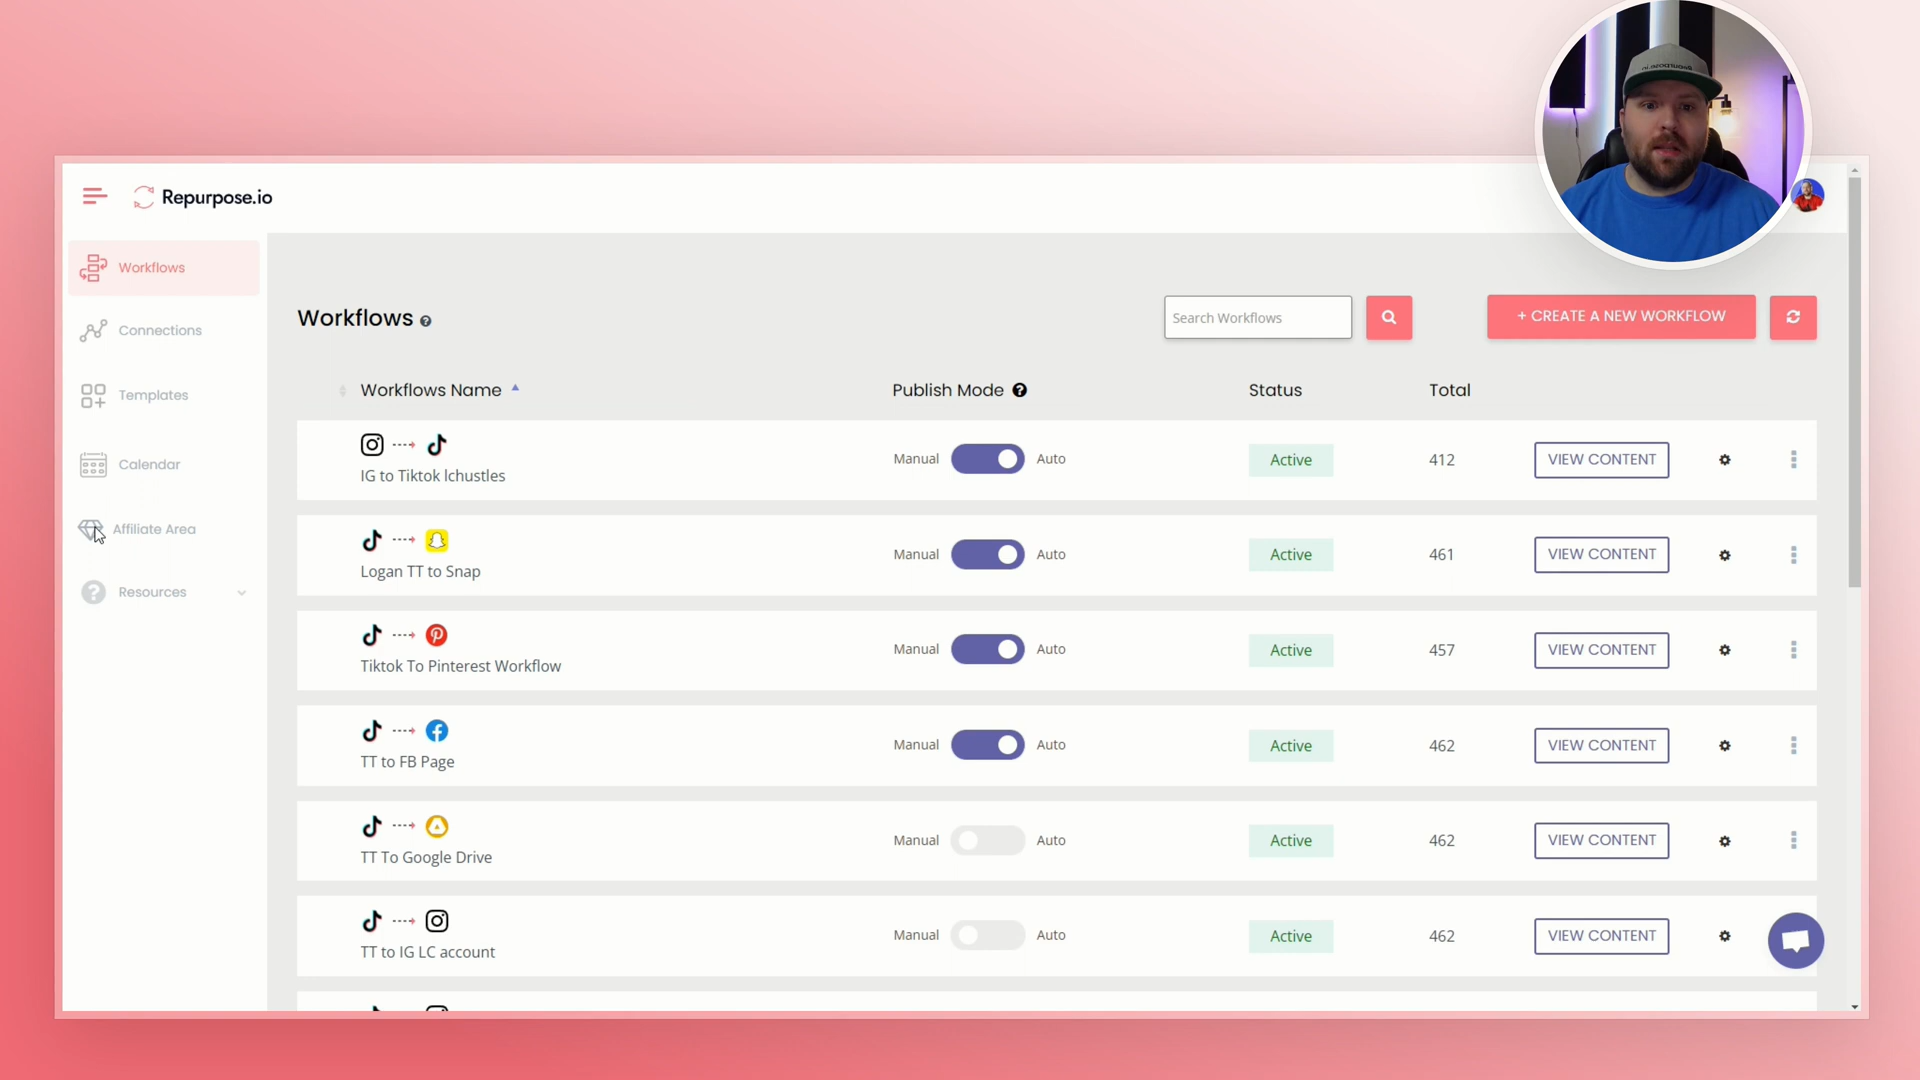 Repurpose.io
Workflows
Connections
Templates
Calendar
Affiliate Area
Resources
Workflows
Search Workflows
+ CREATE A NEW WORKFLOW
Workflows Name
Publish Mode
Status
Total
IG to Tiktok lchustles
Manual
Auto
Active
412
VIEW CONTENT
Logan TT to Snap
Manual
Auto
Active
461
VIEW CONTENT
Tiktok To Pinterest Workflow
Manual
Auto
Active
457
VIEW CONTENT
TT to FB Page
Manual
Auto
Active
462
VIEW CONTENT
TT To Google Drive
Manual
Auto
Active
462
VIEW CONTENT
TT to IG LC account
Manual
Auto
Active
462
VIEW CONTENT